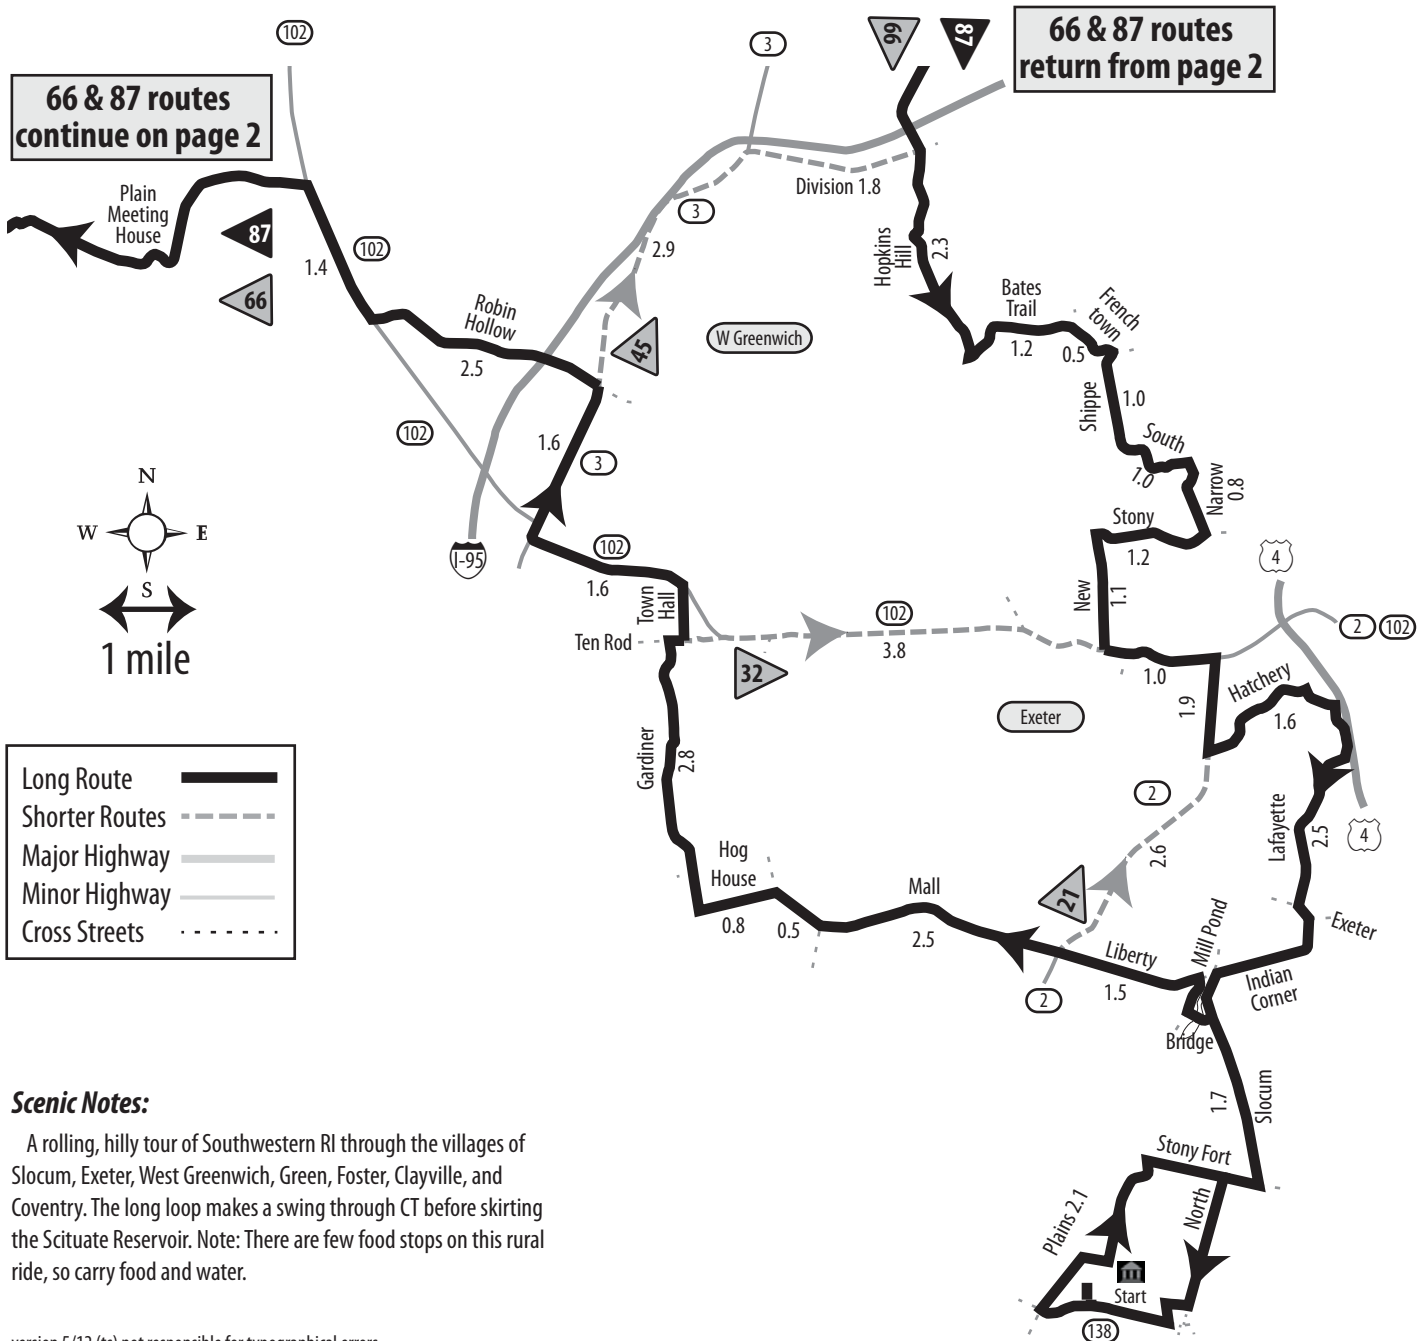 102
3
66
87
66 & 87 routes
return from page 2
66 & 87 routes
continue on page 2
Plain
Meeting
House
87
66
102
1.4
Robin
Hollow
2.5
102
3
2.9
45
Division 1.8
Hopkins
Hill
2.3
W Greenwich
Bates
Trail
1.2
French
town
0.5
Shippe
1.0
South
1.0
Narrow
0.8
Stony
1.2
New
1.1
4
2
102
1.6
3
I-95
102
1.6
Town
Hall
Ten Rod
102
3.8
32
1.0
1.9
Hatchery
1.6
Exeter
N
W
E
S
1 mile
Long Route
Shorter Routes
Major Highway
Minor Highway
Cross Streets
Gardiner
2.8
Hog
House
0.8
0.5
Mall
2.5
2
2.6
21
Lafayette
2.5
4
Exeter
Mill Pond
Liberty
1.5
2
Indian
Corner
Bridge
Slocum
1.7
Stony Fort
North
Plains 2.1
Start
138
Scenic Notes:
A rolling, hilly tour of Southwestern RI through the villages of
Slocum, Exeter, West Greenwich, Green, Foster, Clayville, and
Coventry. The long loop makes a swing through CT before skirting
the Scituate Reservoir. Note: There are few food stops on this rural
ride, so carry food and water.